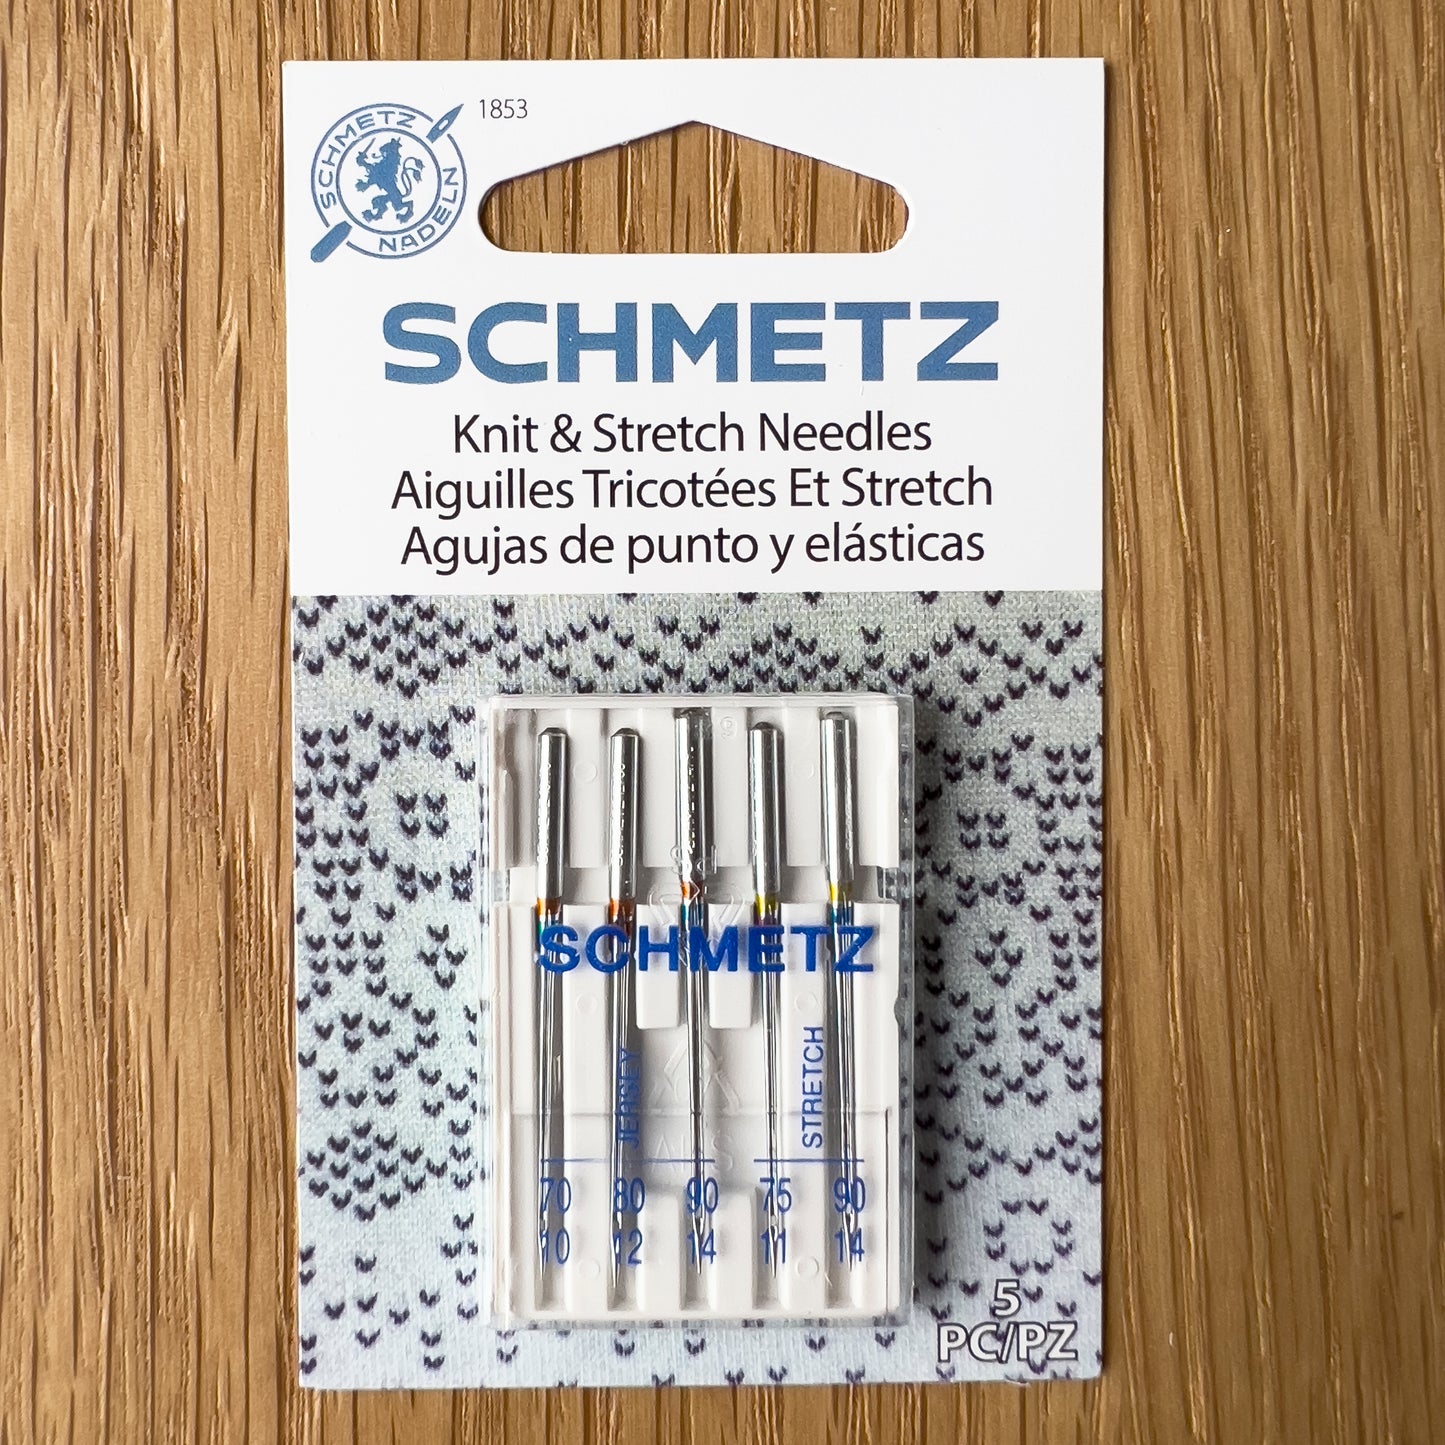 SCHMETZ
NADELN
1853
SCHMETZ
Knit & Stretch Needles
Aiguilles Tricotées Et Stretch
Agujas de punto y elásticas
SCHMETZ
JERSEY
STRETCH
70 80 90 75 90
10 12 14 11 14
5
PC/PZ